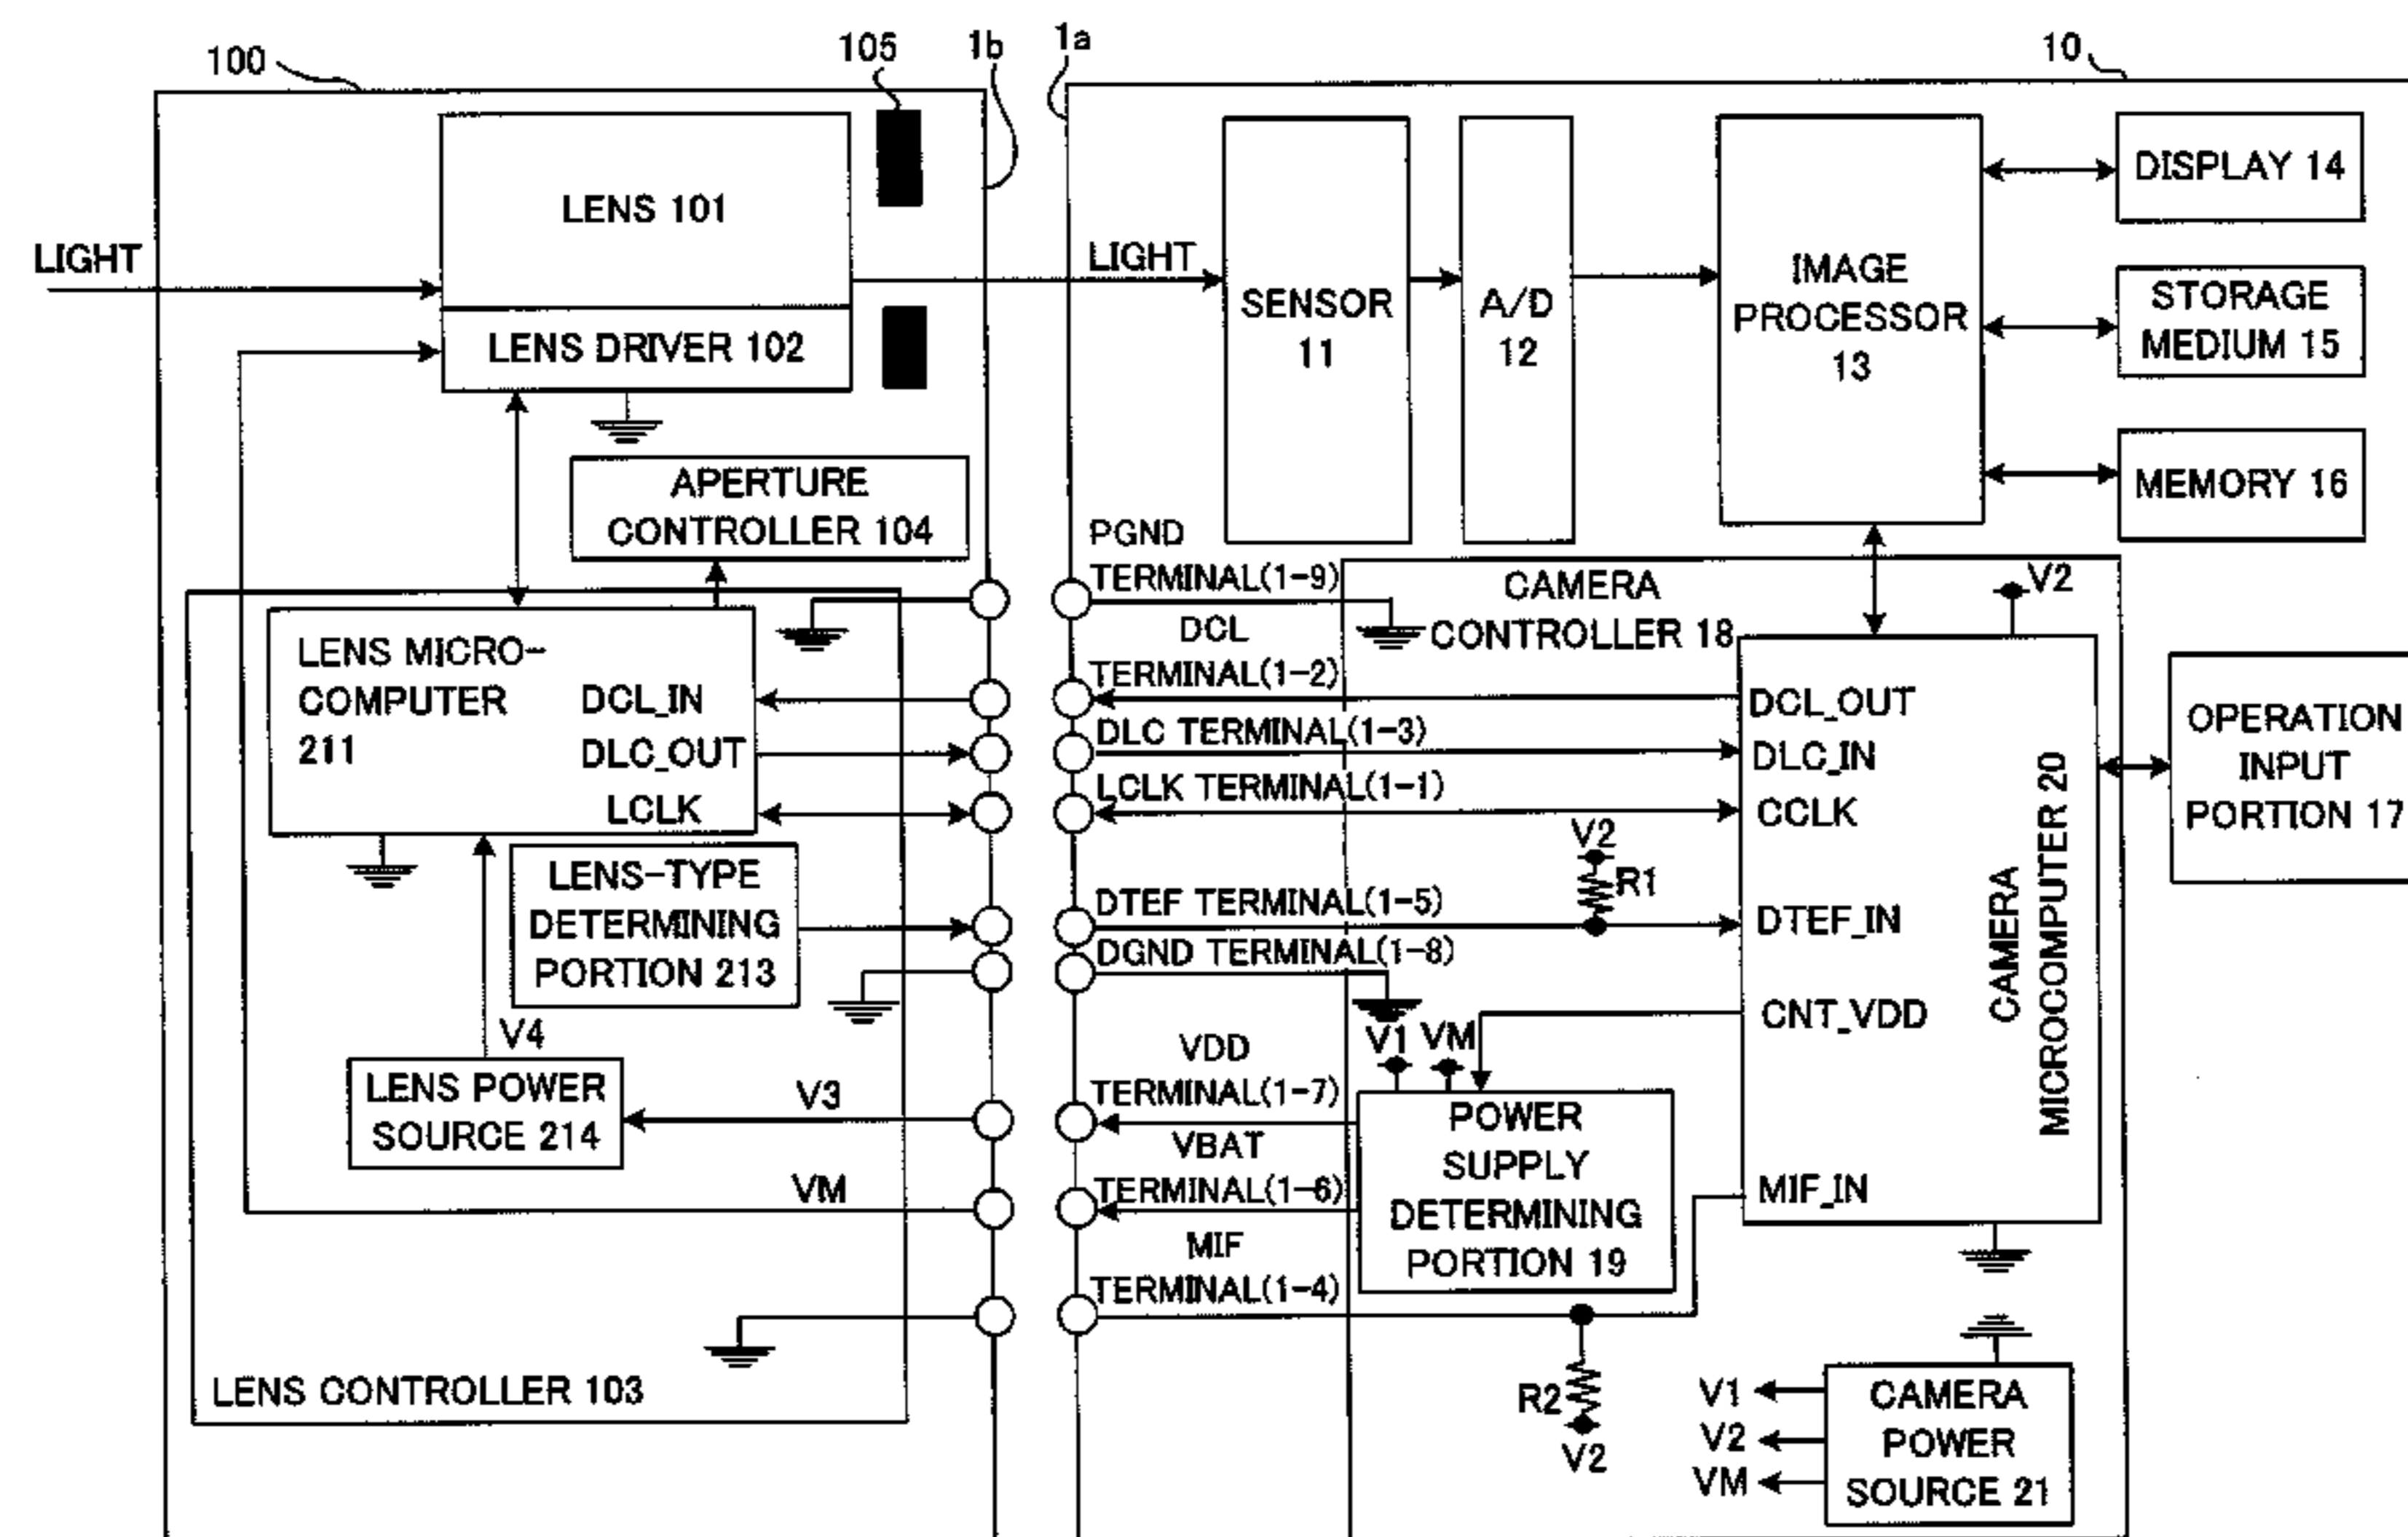 100
105
1b
1a
10
LIGHT
LENS 101
LENS DRIVER 102
APERTURE
CONTROLLER 104
LENS MICRO-
COMPUTER
211
DCL_IN
DLC_OUT
LCLK
LENS-TYPE
DETERMINING
PORTION 213
V4
LENS POWER
SOURCE 214
V3
VM
LENS CONTROLLER 103
LIGHT
SENSOR
11
A/D
12
IMAGE
PROCESSOR
13
DISPLAY 14
STORAGE
MEDIUM 15
MEMORY 16
PGND
TERMINAL(1-9)
DCL
TERMINAL(1-2)
DLC TERMINAL(1-3)
LCLK TERMINAL(1-1)
DTEF TERMINAL(1-5)
DGND TERMINAL(1-8)
VDD
TERMINAL(1-7)
VBAT
TERMINAL(1-6)
MIF
TERMINAL(1-4)
CAMERA
CONTROLLER 18
V2
DCL_OUT
DLC_IN
CCLK
DTEF_IN
CNT_VDD
MIF_IN
CAMERA
MICROCOMPUTER 20
OPERATION
INPUT
PORTION 17
V2
R1
V1
VM
POWER
SUPPLY
DETERMINING
PORTION 19
R2
V2
V1
V2
VM
CAMERA
POWER
SOURCE 21